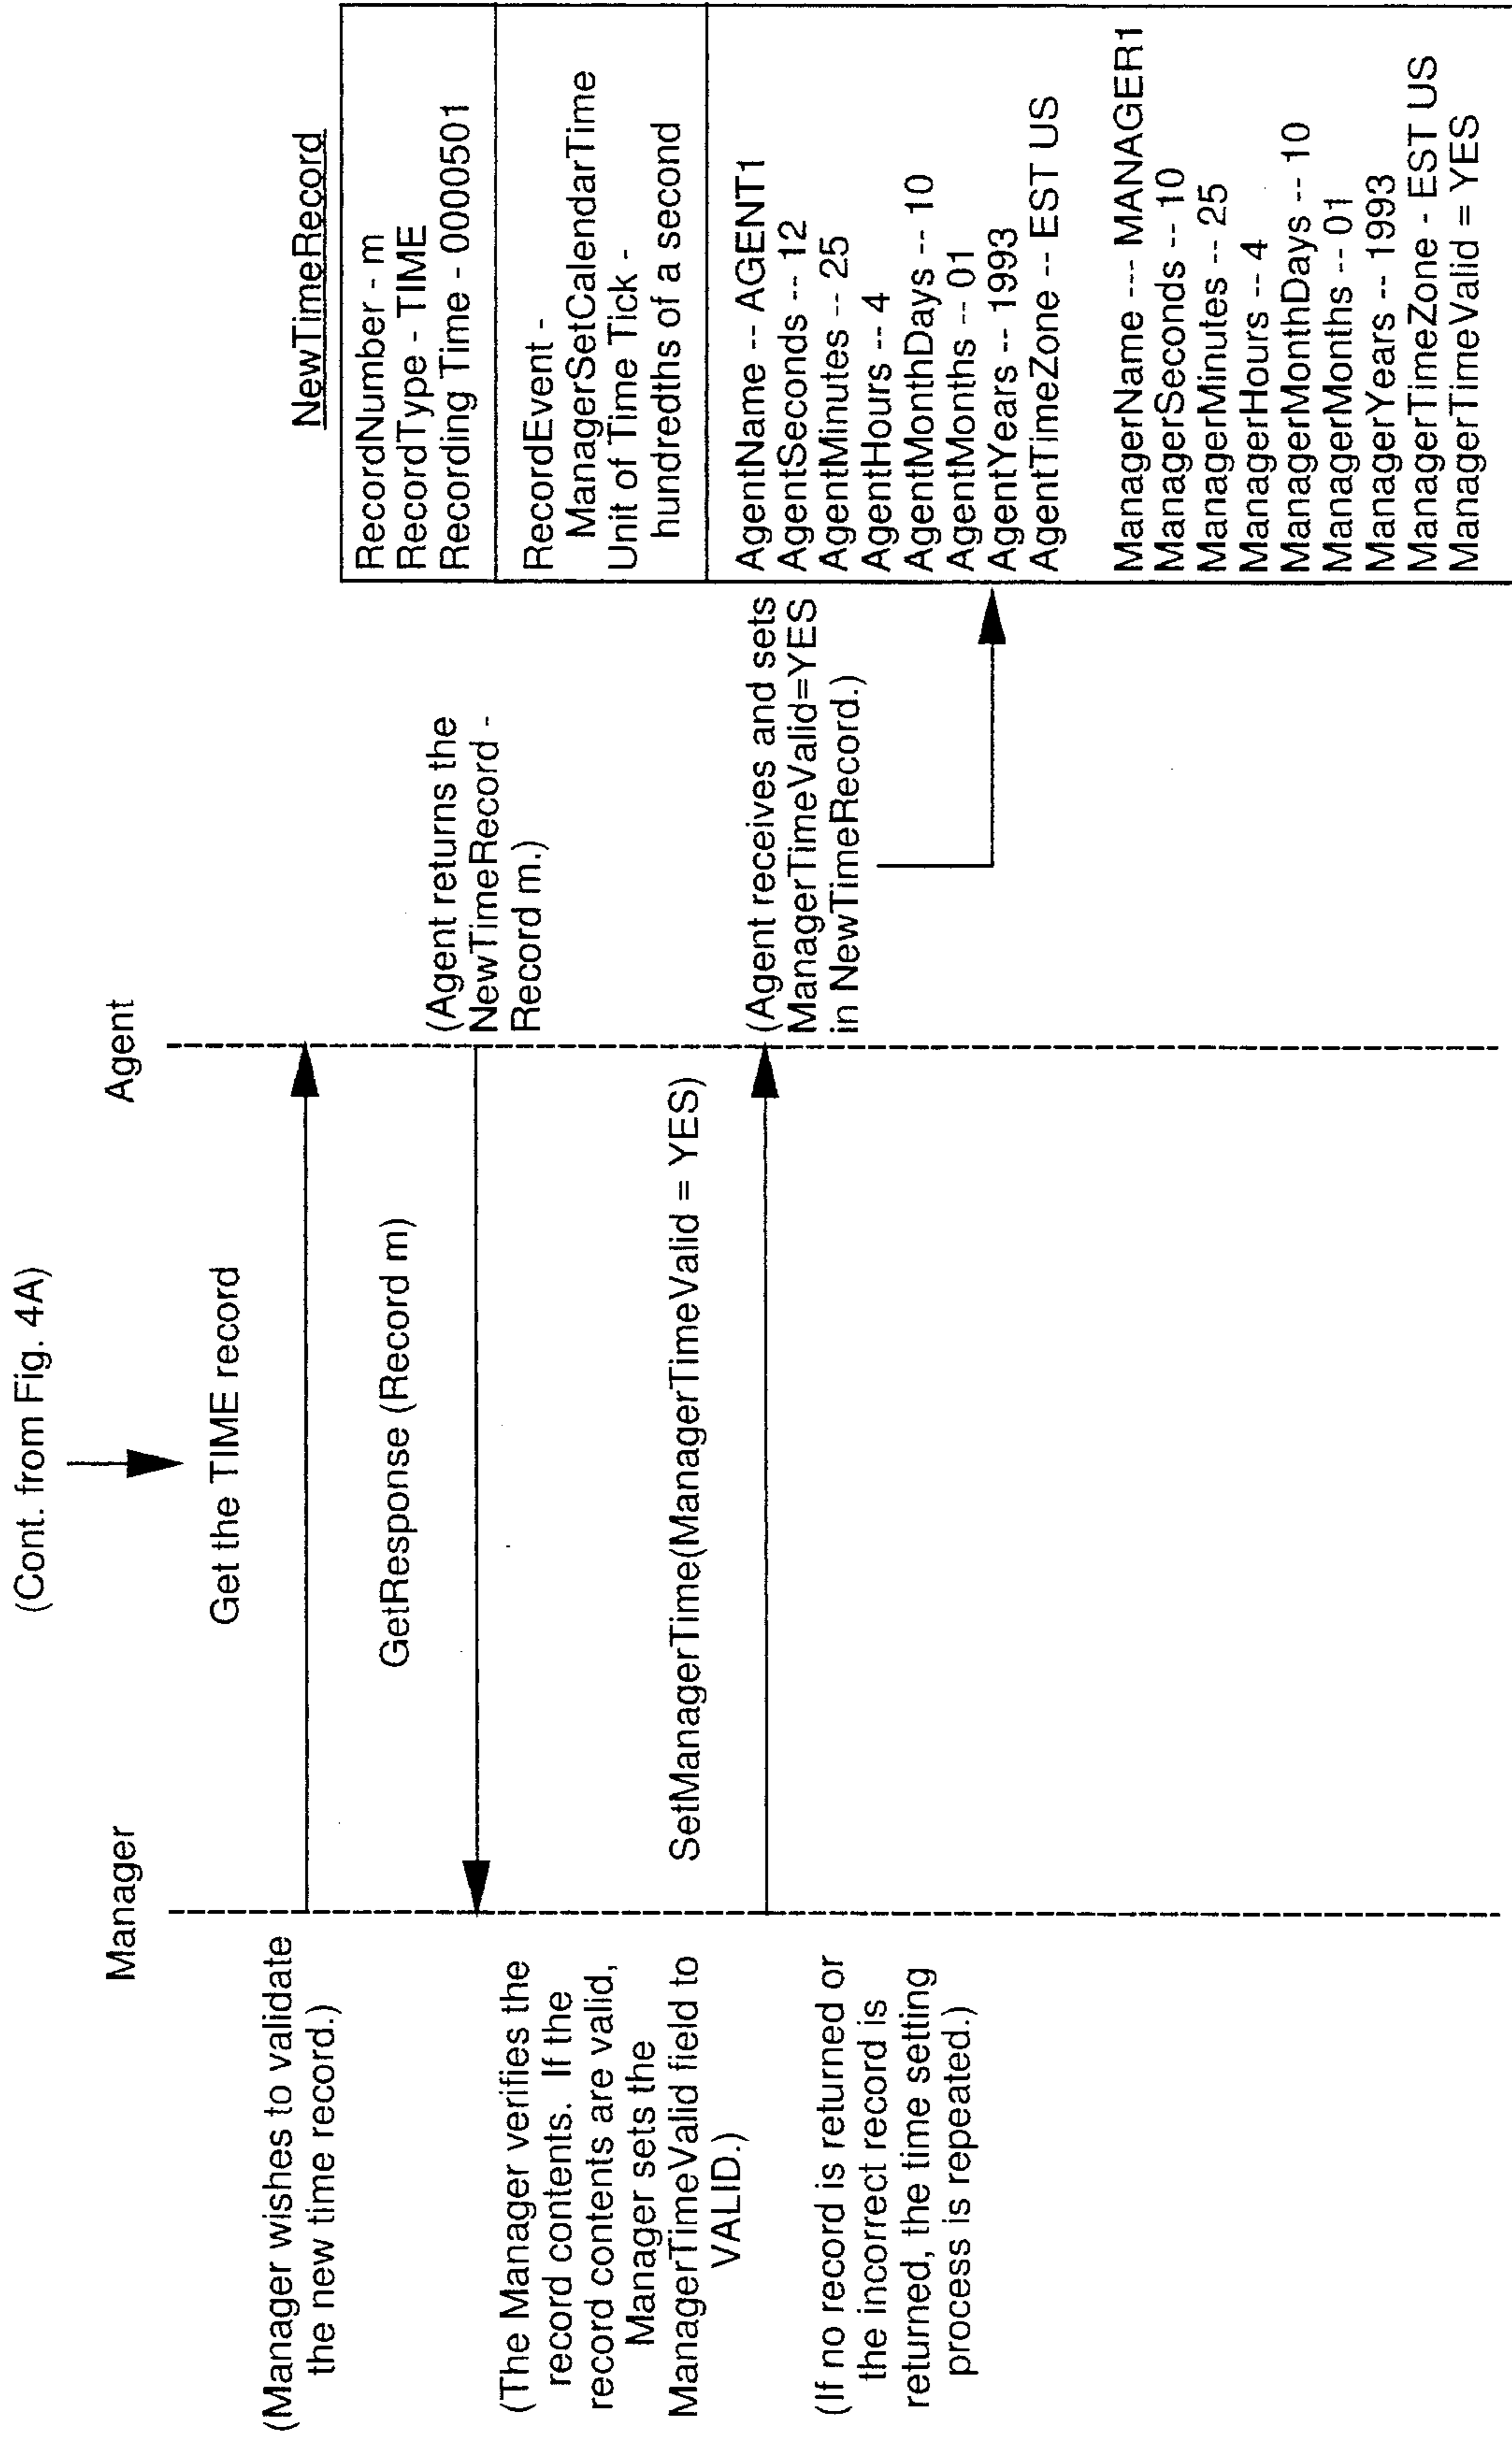 (Cont. from Fig. 4A)
Manager
Agent
(Manager wishes to validate
the new time record.)
Get the TIME record
GetResponse (Record m)
(Agent returns the
NewTimeRecord -
Record m.)
(The Manager verifies the
record contents. If the
record contents are valid,
Manager sets the
ManagerTimeValid field to
VALID.)
SetManagerTime(ManagerTimeValid = YES)
(Agent receives and sets
ManagerTimeValid=YES
in NewTimeRecord.)
(If no record is returned or
the incorrect record is
returned, the time setting
process is repeated.)
NewTimeRecord
RecordNumber - m
RecordType - TIME
Recording Time - 0000501
RecordEvent -
ManagerSetCalendarTime
Unit of Time Tick -
hundredths of a second
AgentName -- AGENT1
AgentSeconds -- 12
AgentMinutes -- 25
AgentHours -- 4
AgentMonthDays -- 10
AgentMonths -- 01
AgentYears -- 1993
AgentTimeZone -- EST US
ManagerName --- MANAGER1
ManagerSeconds -- 10
ManagerMinutes -- 25
ManagerHours -- 4
ManagerMonthDays -- 10
ManagerMonths -- 01
ManagerYears -- 1993
ManagerTimeZone - EST US
ManagerTimeValid = YES